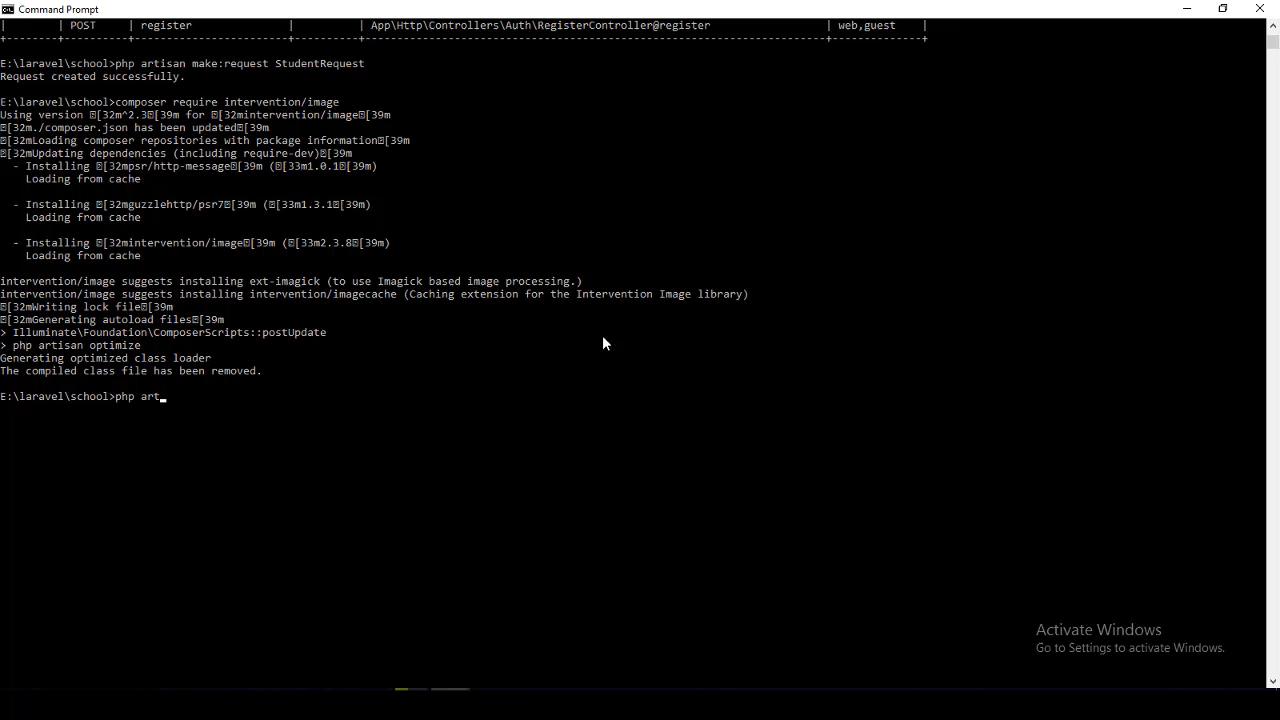 Command Prompt
| | POST | register | | App\Http\Controllers\Auth\RegisterController@register | web,guest |
+--------+----------+------------------------+----------+-------------------------------------------------------------------------+--------------+
E:\laravel\school>php artisan make:request StudentRequest
Request created successfully.
E:\laravel\school>composer require intervention/image
Using version ⍰[32m^2.3⍰[39m for ⍰[32mintervention/image⍰[39m
⍰[32m./composer.json has been updated⍰[39m
⍰[32mLoading composer repositories with package information⍰[39m
⍰[32mUpdating dependencies (including require-dev)⍰[39m
- Installing ⍰[32mpsr/http-message⍰[39m (⍰[33m1.0.1⍰[39m)
Loading from cache
- Installing ⍰[32mguzzlehttp/psr7⍰[39m (⍰[33m1.3.1⍰[39m)
Loading from cache
- Installing ⍰[32mintervention/image⍰[39m (⍰[33m2.3.8⍰[39m)
Loading from cache
intervention/image suggests installing ext-imagick (to use Imagick based image processing.)
intervention/image suggests installing intervention/imagecache (Caching extension for the Intervention Image library)
⍰[32mWriting lock file⍰[39m
⍰[32mGenerating autoload files⍰[39m
> Illuminate\Foundation\ComposerScripts::postUpdate
> php artisan optimize
Generating optimized class loader
The compiled class file has been removed.
E:\laravel\school>php art_
Activate Windows
Go to Settings to activate Windows.